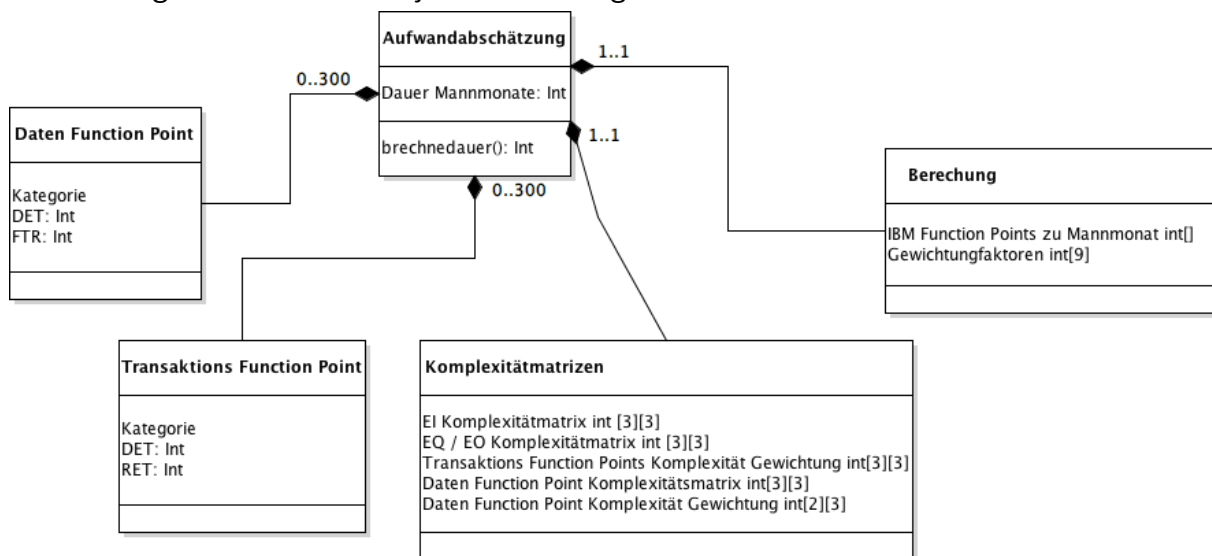 Aufwandabschätzung
Dauer Mannmonate: Int
brechnedauer(): Int
1..1
0..300
1..1
0..300
Daten Function Point
Kategorie
DET: Int
FTR: Int
Berechung
IBM Function Points zu Mannmonat int[]
Gewichtungfaktoren int[9]
Transaktions Function Point
Kategorie
DET: Int
RET: Int
Komplexitätmatrizen
EI Komplexitätmatrix int [3][3]
EQ / EO Komplexitätmatrix int [3][3]
Transaktions Function Points Komplexität Gewichtung int[3][3]
Daten Function Point Komplexitätsmatrix int[3][3]
Daten Function Point Komplexität Gewichtung int[2][3]